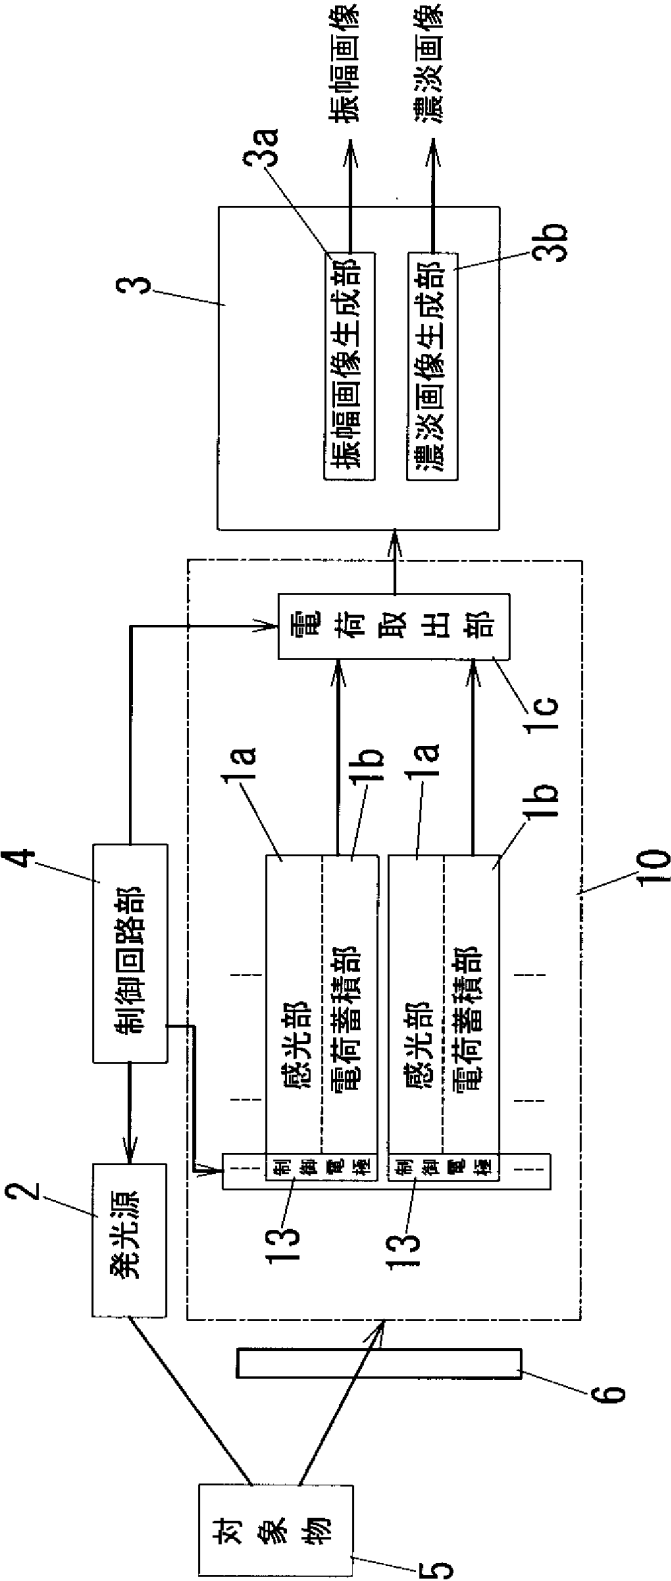 対象物
5
6
発光源
2
制御回路部
4
制御電極
13
感光部
1a
電荷蓄積部
1b
制御電極
13
感光部
1a
電荷蓄積部
1b
10
電荷取出部
1c
3
振幅画像生成部
3a
濃淡画像生成部
3b
振幅画像
濃淡画像